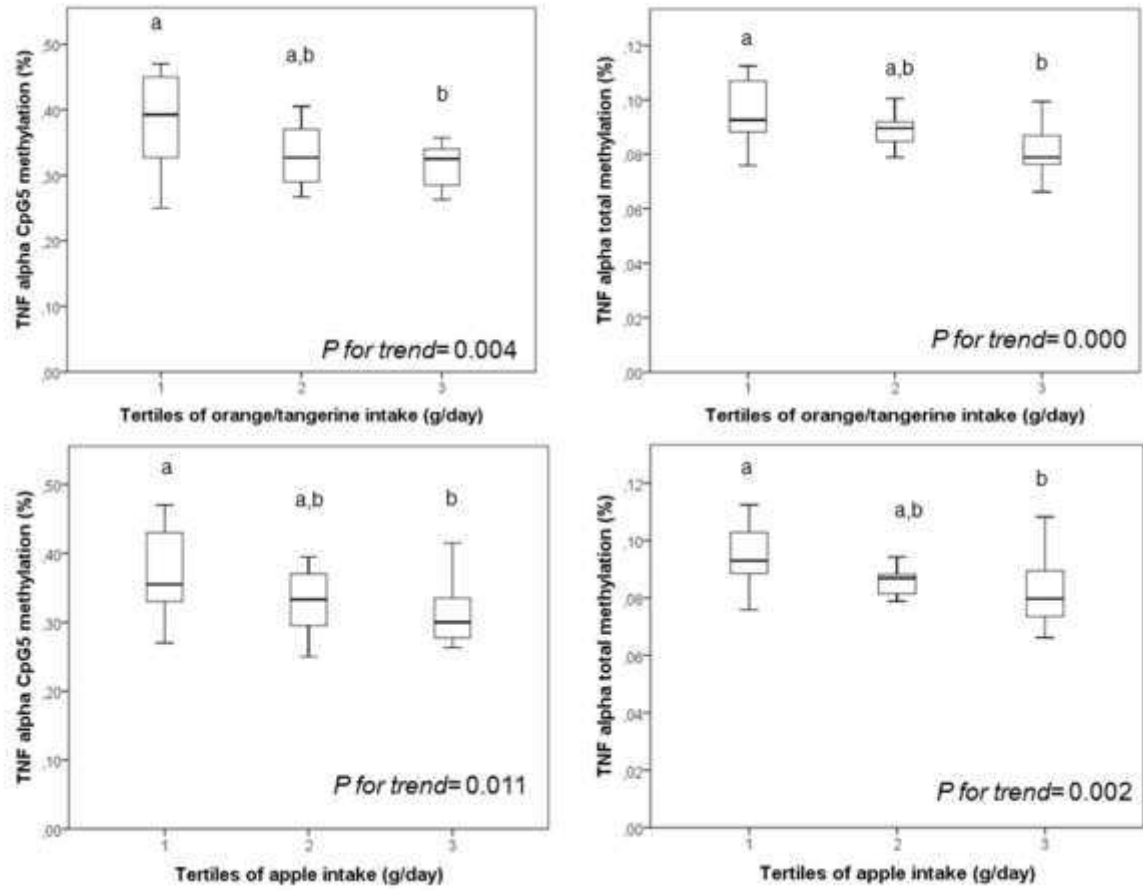 TNF alpha CpG5 methylation (%)
,50
,40
,30
,20
,10
,00
a
a,b
b
P for trend= 0.004
1 2 3
Tertiles of orange/tangerine intake (g/day)
TNF alpha total methylation (%)
,12
,10
,08
,06
,04
,02
,00
a
a,b
b
P for trend= 0.000
1 2 3
Tertiles of orange/tangerine intake (g/day)
TNF alpha CpG5 methylation (%)
,50
,40
,30
,20
,10
,00
a
a,b
b
P for trend= 0.011
1 2 3
Tertiles of apple intake (g/day)
TNF alpha total methylation (%)
,12
,10
,08
,06
,04
,02
,00
a
a,b
b
P for trend= 0.002
1 2 3
Tertiles of apple intake (g/day)